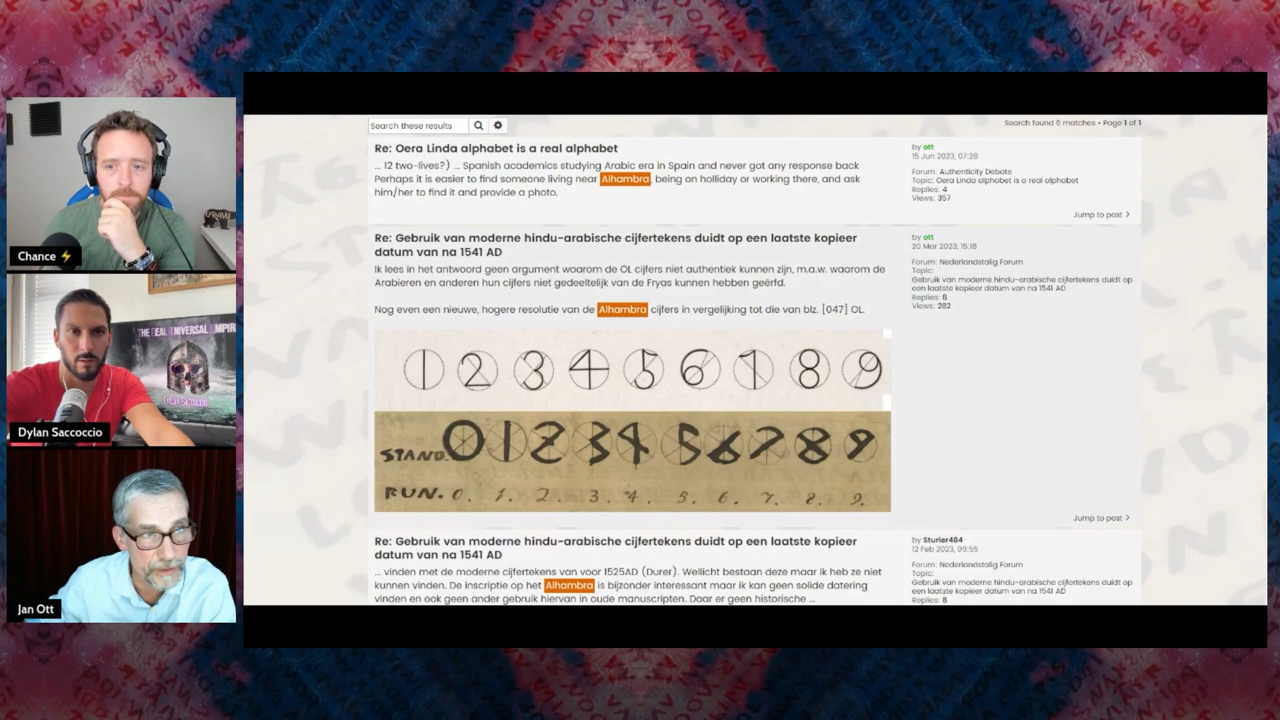 Chance
THE REAL UNIVERSAL EMPIR
Dylan Saccoccio
Jan Ott
Search these results
Search found 6 matches • Page 1 of 1
Re: Oera Linda alphabet is a real alphabet
... 12 two-lives?) ... Spanish academics studying Arabic era in Spain and never got any response back
Perhaps it is easier to find someone living near Alhambra, being on holliday or working there, and ask
him/her to find it and provide a photo.
by ott
15 Jun 2023, 07:28
Forum: Authenticity Debate
Topic: Oera Linda alphabet is a real alphabet
Replies: 4
Views: 357
Jump to post
Re: Gebruik van moderne hindu-arabische cijfertekens duidt op een laatste kopieer
datum van na 1541 AD
Ik lees in het antwoord geen argument waarom de OL cijfers niet authentiek kunnen zijn, m.a.w. waarom de
Arabieren en anderen hun cijfers niet gedeeltelijk van de Fryas kunnen hebben geërfd.
Nog even een nieuwe, hogere resolutie van de Alhambra cijfers in vergelijking tot die van blz. [047] OL.
1 2 3 4 5 6 7 8 9
STAND. 0 1 2 3 4 5 6 7 8 9
RUN. 0. 1. 2. 3. 4. 5. 6. 7. 8. 9.
by ott
20 Mar 2023, 15:18
Forum: Nederlandstalig Forum
Topic:
Gebruik van moderne hindu-arabische cijfertekens duidt op
een laatste kopieer datum van na 1541 AD
Replies: 8
Views: 282
Jump to post
Re: Gebruik van moderne hindu-arabische cijfertekens duidt op een laatste kopieer
datum van na 1541 AD
... vinden met de moderne cijfertekens van voor 1525AD (Durer). Wellicht bestaan deze maar ik heb ze niet
kunnen vinden. De inscriptie op het Alhambra is bijzonder interessant maar ik kan geen solide datering
vinden en ook geen ander gebruik hiervan in oude manuscripten. Daar er geen historische ...
by Sturier484
12 Feb 2023, 09:55
Forum: Nederlandstalig Forum
Topic:
Gebruik van moderne hindu-arabische cijfertekens duidt op
een laatste kopieer datum van na 1541 AD
Replies: 8